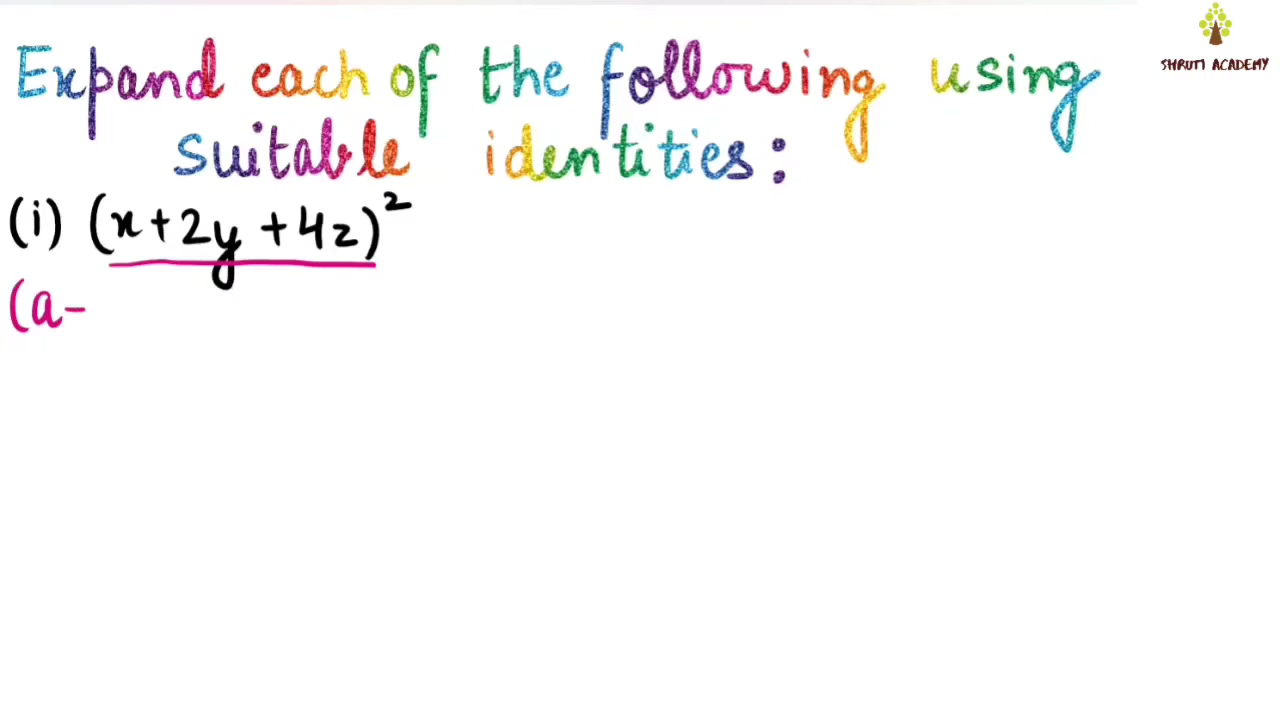 SHRUTI ACADEMY
Expand each of the following using
suitable identities:
(i) (x+2y+4z)²
(a-